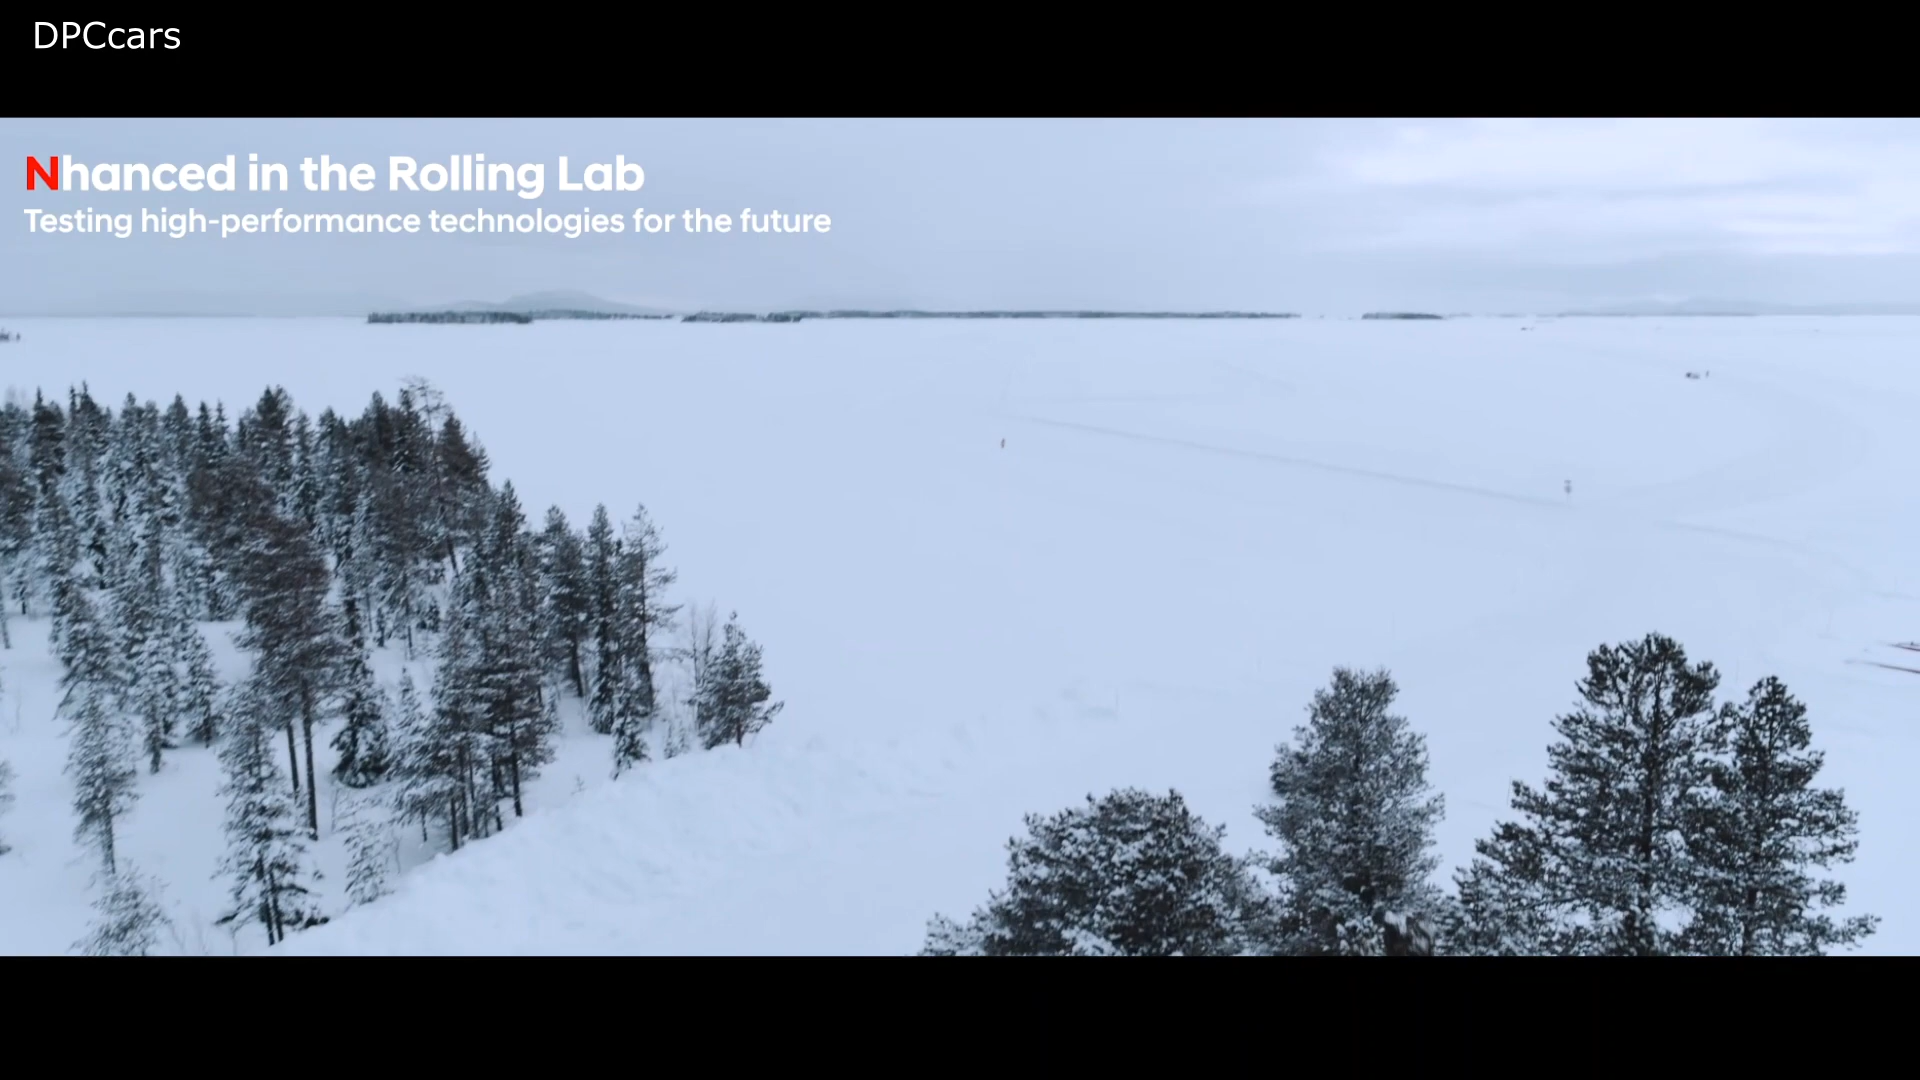 DPCcars
Nhanced in the Rolling Lab
Testing high-performance technologies for the future